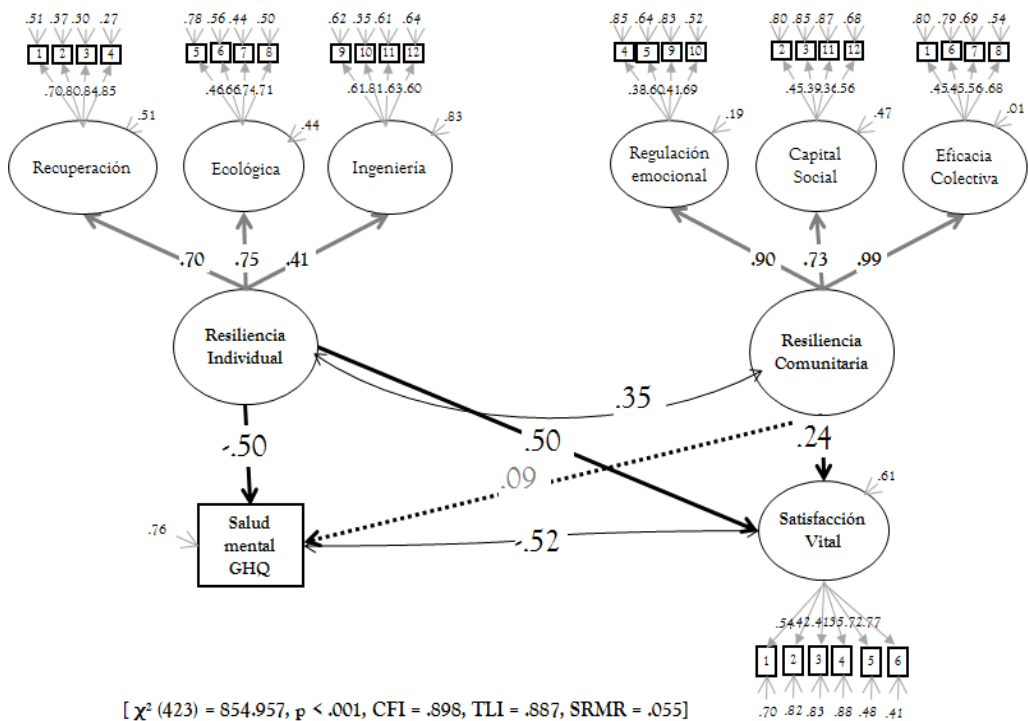 .51 .37 .30 .27 .78 .56 .44 .50 .62 .35 .61 .64 .85 .64 .83 .52 .80 .85 .87 .68 .80 .79 .69 .54
1 2 3 4 5 6 7 8 9 10 11 12 4 5 9 10 2 3 11 12 1 6 7 8
.70 .80 .84 .85 .46 .66 .74 .71 .61 .81 .63 .60 .38 .60 .41 .69 .45 .39 .36 .56 .45 .45 .56 .68
.51 .44 .83 .19 .47 .01
Recuperación Ecológica Ingeniería Regulación emocional Capital Social Eficacia Colectiva
.70 .75 .41 .90 .73 .99
Resiliencia Individual
Resiliencia Comunitaria
.35
-.50 .50 .24
.09
.61
.76
Salud mental GHQ
-.52
Satisfacción Vital
.54 .42 .41 .35 .72 .77
1 2 3 4 5 6
.70 .82 .83 .88 .48 .41
[ χ² (423) = 854.957, p < .001, CFI = .898, TLI = .887, SRMR = .055]